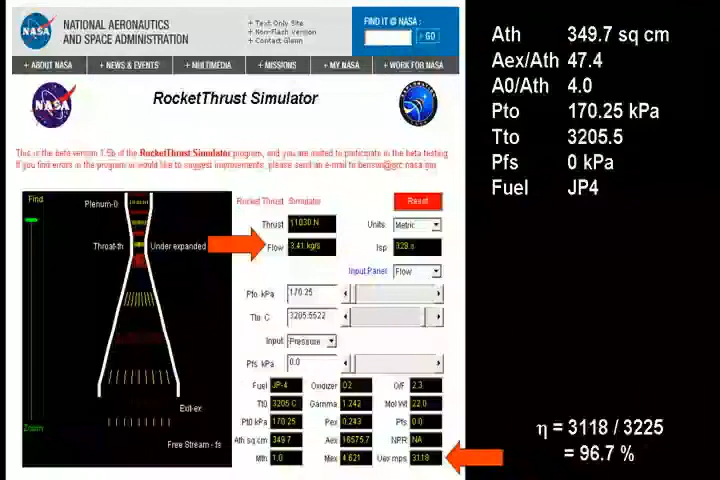 NATIONAL AERONAUTICS
AND SPACE ADMINISTRATION
+ Text Only Site
+ Non-Flash Version
+ Contact Glenn
FIND IT @ NASA :
+ GO
+ ABOUT NASA
+ NEWS & EVENTS
+ MULTIMEDIA
+ MISSIONS
+ MY NASA
+ WORK FOR NASA
NASA
RocketThrust Simulator
This is the beta version 1.5b of the RocketThrust Simulator program, and you are invited to participate in the beta testing.
If you find errors in the program or would like to suggest improvements, please send an e-mail to benson@grc.nasa.gov
Find
Plenum-0
Throat-th
Under expanded
Exit-ex
Free Stream - fs
Zoom
Rocket Thrust Simulator
Reset
Thrust 11030 N Units Metric
Flow 3.41 kg/s Isp 329. s
Input Panel Flow
Pto kPa 170.25
Tto C 3205.5522
Input: Pressure
Pfs kPa 0.0
Fuel JP-4 Oxidizer O2 O/F 2.3
Tt0 3205 C Gamma 1.242 Mol Wt 22.0
Pt0 kPa 170.25 Pex 0.243 Pfs 0.0
Ath sq cm 349.7 Aex 16575.7 NPR NA
Mth 1.0 Mex 4.621 Uex mps 3118
Ath 349.7 sq cm
Aex/Ath 47.4
A0/Ath 4.0
Pto 170.25 kPa
Tto 3205.5
Pfs 0 kPa
Fuel JP4
η = 3118 / 3225
= 96.7 %